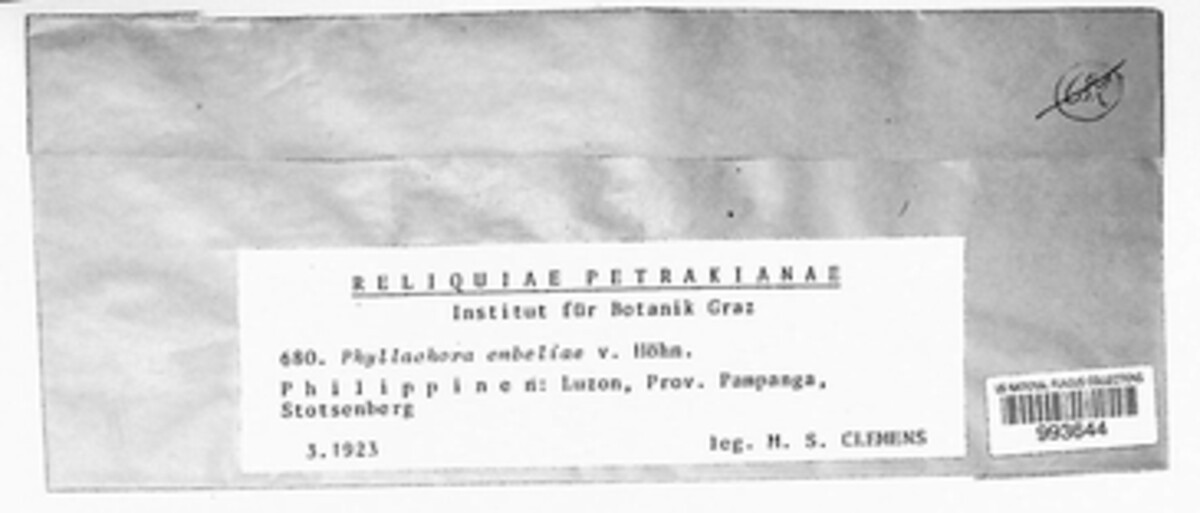 RELIQUIAE PETRAKIANAE
Institut für Botanik Graz
680. Phyllachora embeliae v. Höhn.
Philippinen: Luzon, Prov. Pampanga,
Stotsenberg
3.1923 leg. M. S. CLEMENS
US NATIONAL FUNGUS COLLECTIONS
993644